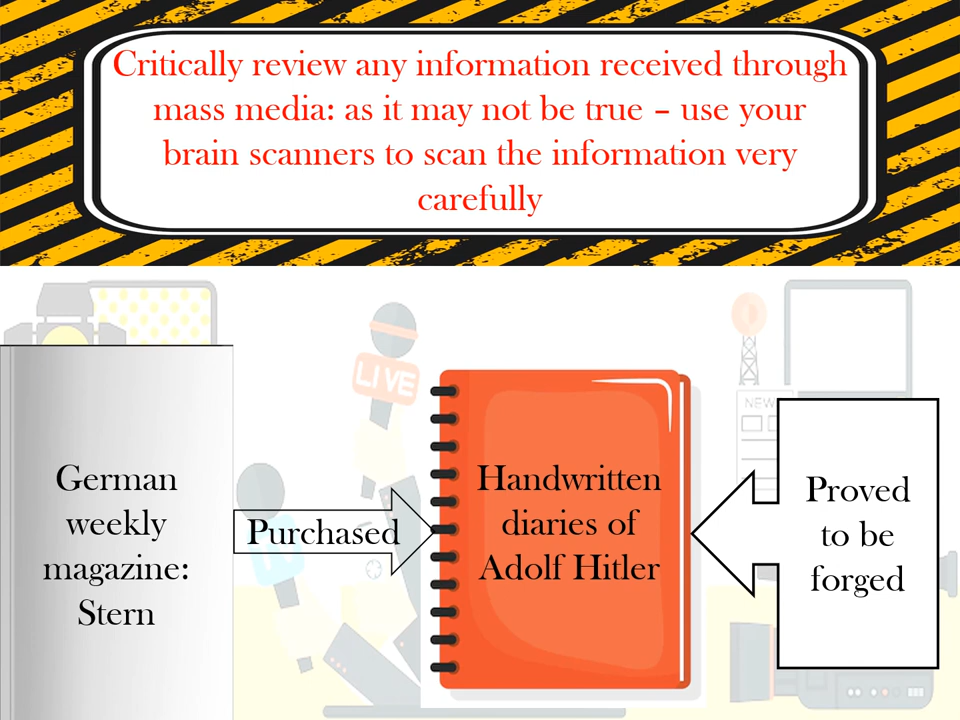 Critically review any information received through
mass media: as it may not be true – use your
brain scanners to scan the information very
carefully
LIVE
NEW
German
weekly
magazine:
Stern
Purchased
Handwritten
diaries of
Adolf Hitler
Proved
to be
forged